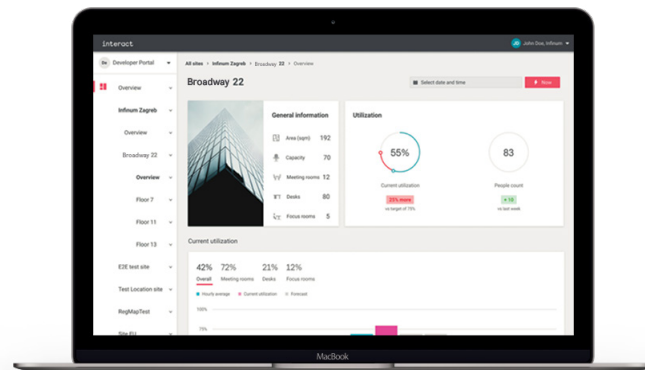 interact
JD John Doe, Infinum
De Developer Portal
All sites > Infinum Zagreb > Broadway 22 > Overview
Overview
Broadway 22
Select date and time
Now
Infinum Zagreb
Overview
Broadway 22
Overview
Floor 7
Floor 11
Floor 13
E2E test site
Test Location site
RegMapTest
Site EU
General information
Area (sqm) 192
Capacity 70
Meeting rooms 12
Desks 80
Focus rooms 5
Utilization
55%
83
Current utilization
People count
25% more
+ 10
vs target of 75%
vs last week
Current utilization
42% 72% 21% 12%
Overall Meeting rooms Desks Focus rooms
Hourly average Current utilization Forecast
100%
75%
MacBook